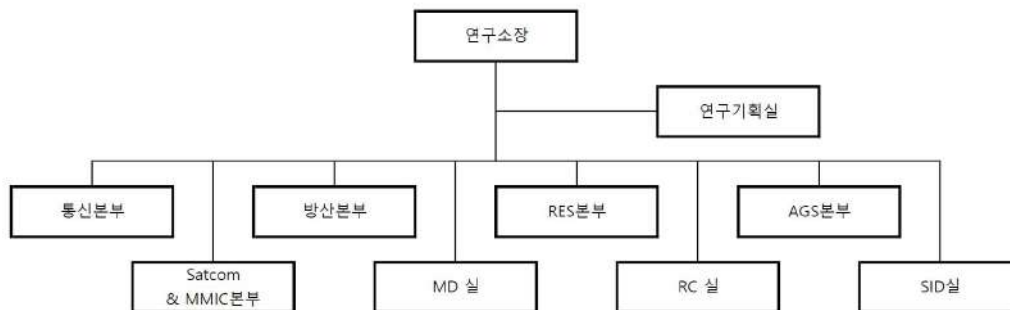 연구소장
연구기획실
통신본부
방산본부
RES본부
AGS본부
Satcom
& MMIC본부
MD 실
RC 실
SID실